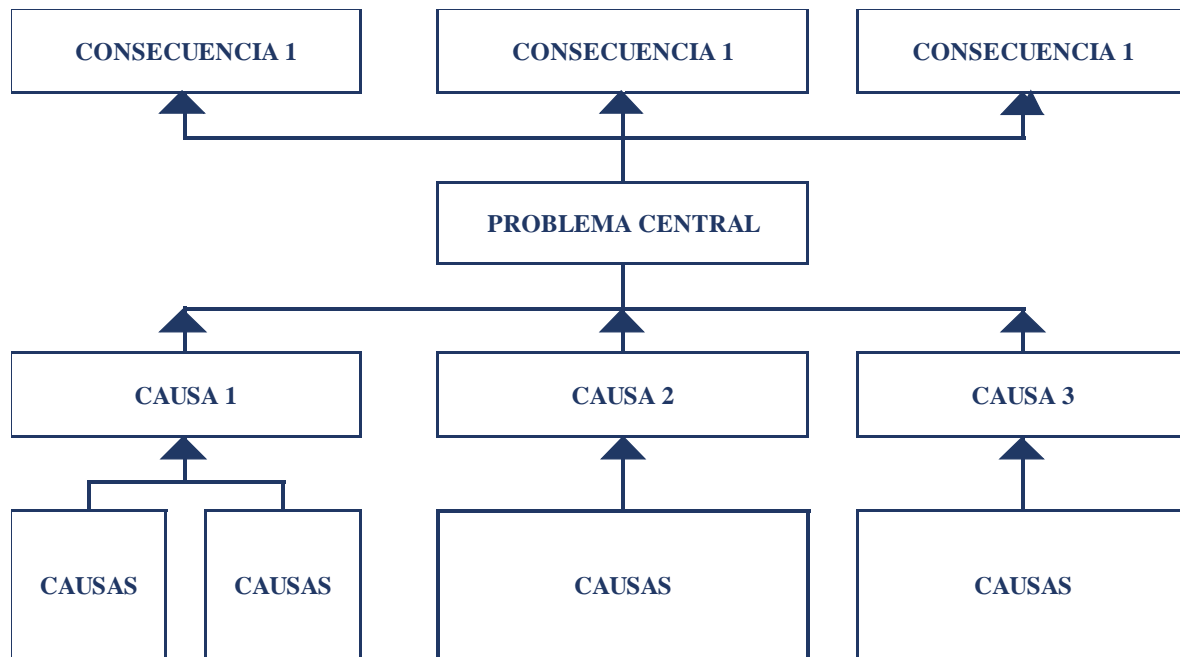 CONSECUENCIA 1
CONSECUENCIA 1
CONSECUENCIA 1
PROBLEMA CENTRAL
CAUSA 1
CAUSA 2
CAUSA 3
CAUSAS
CAUSAS
CAUSAS
CAUSAS